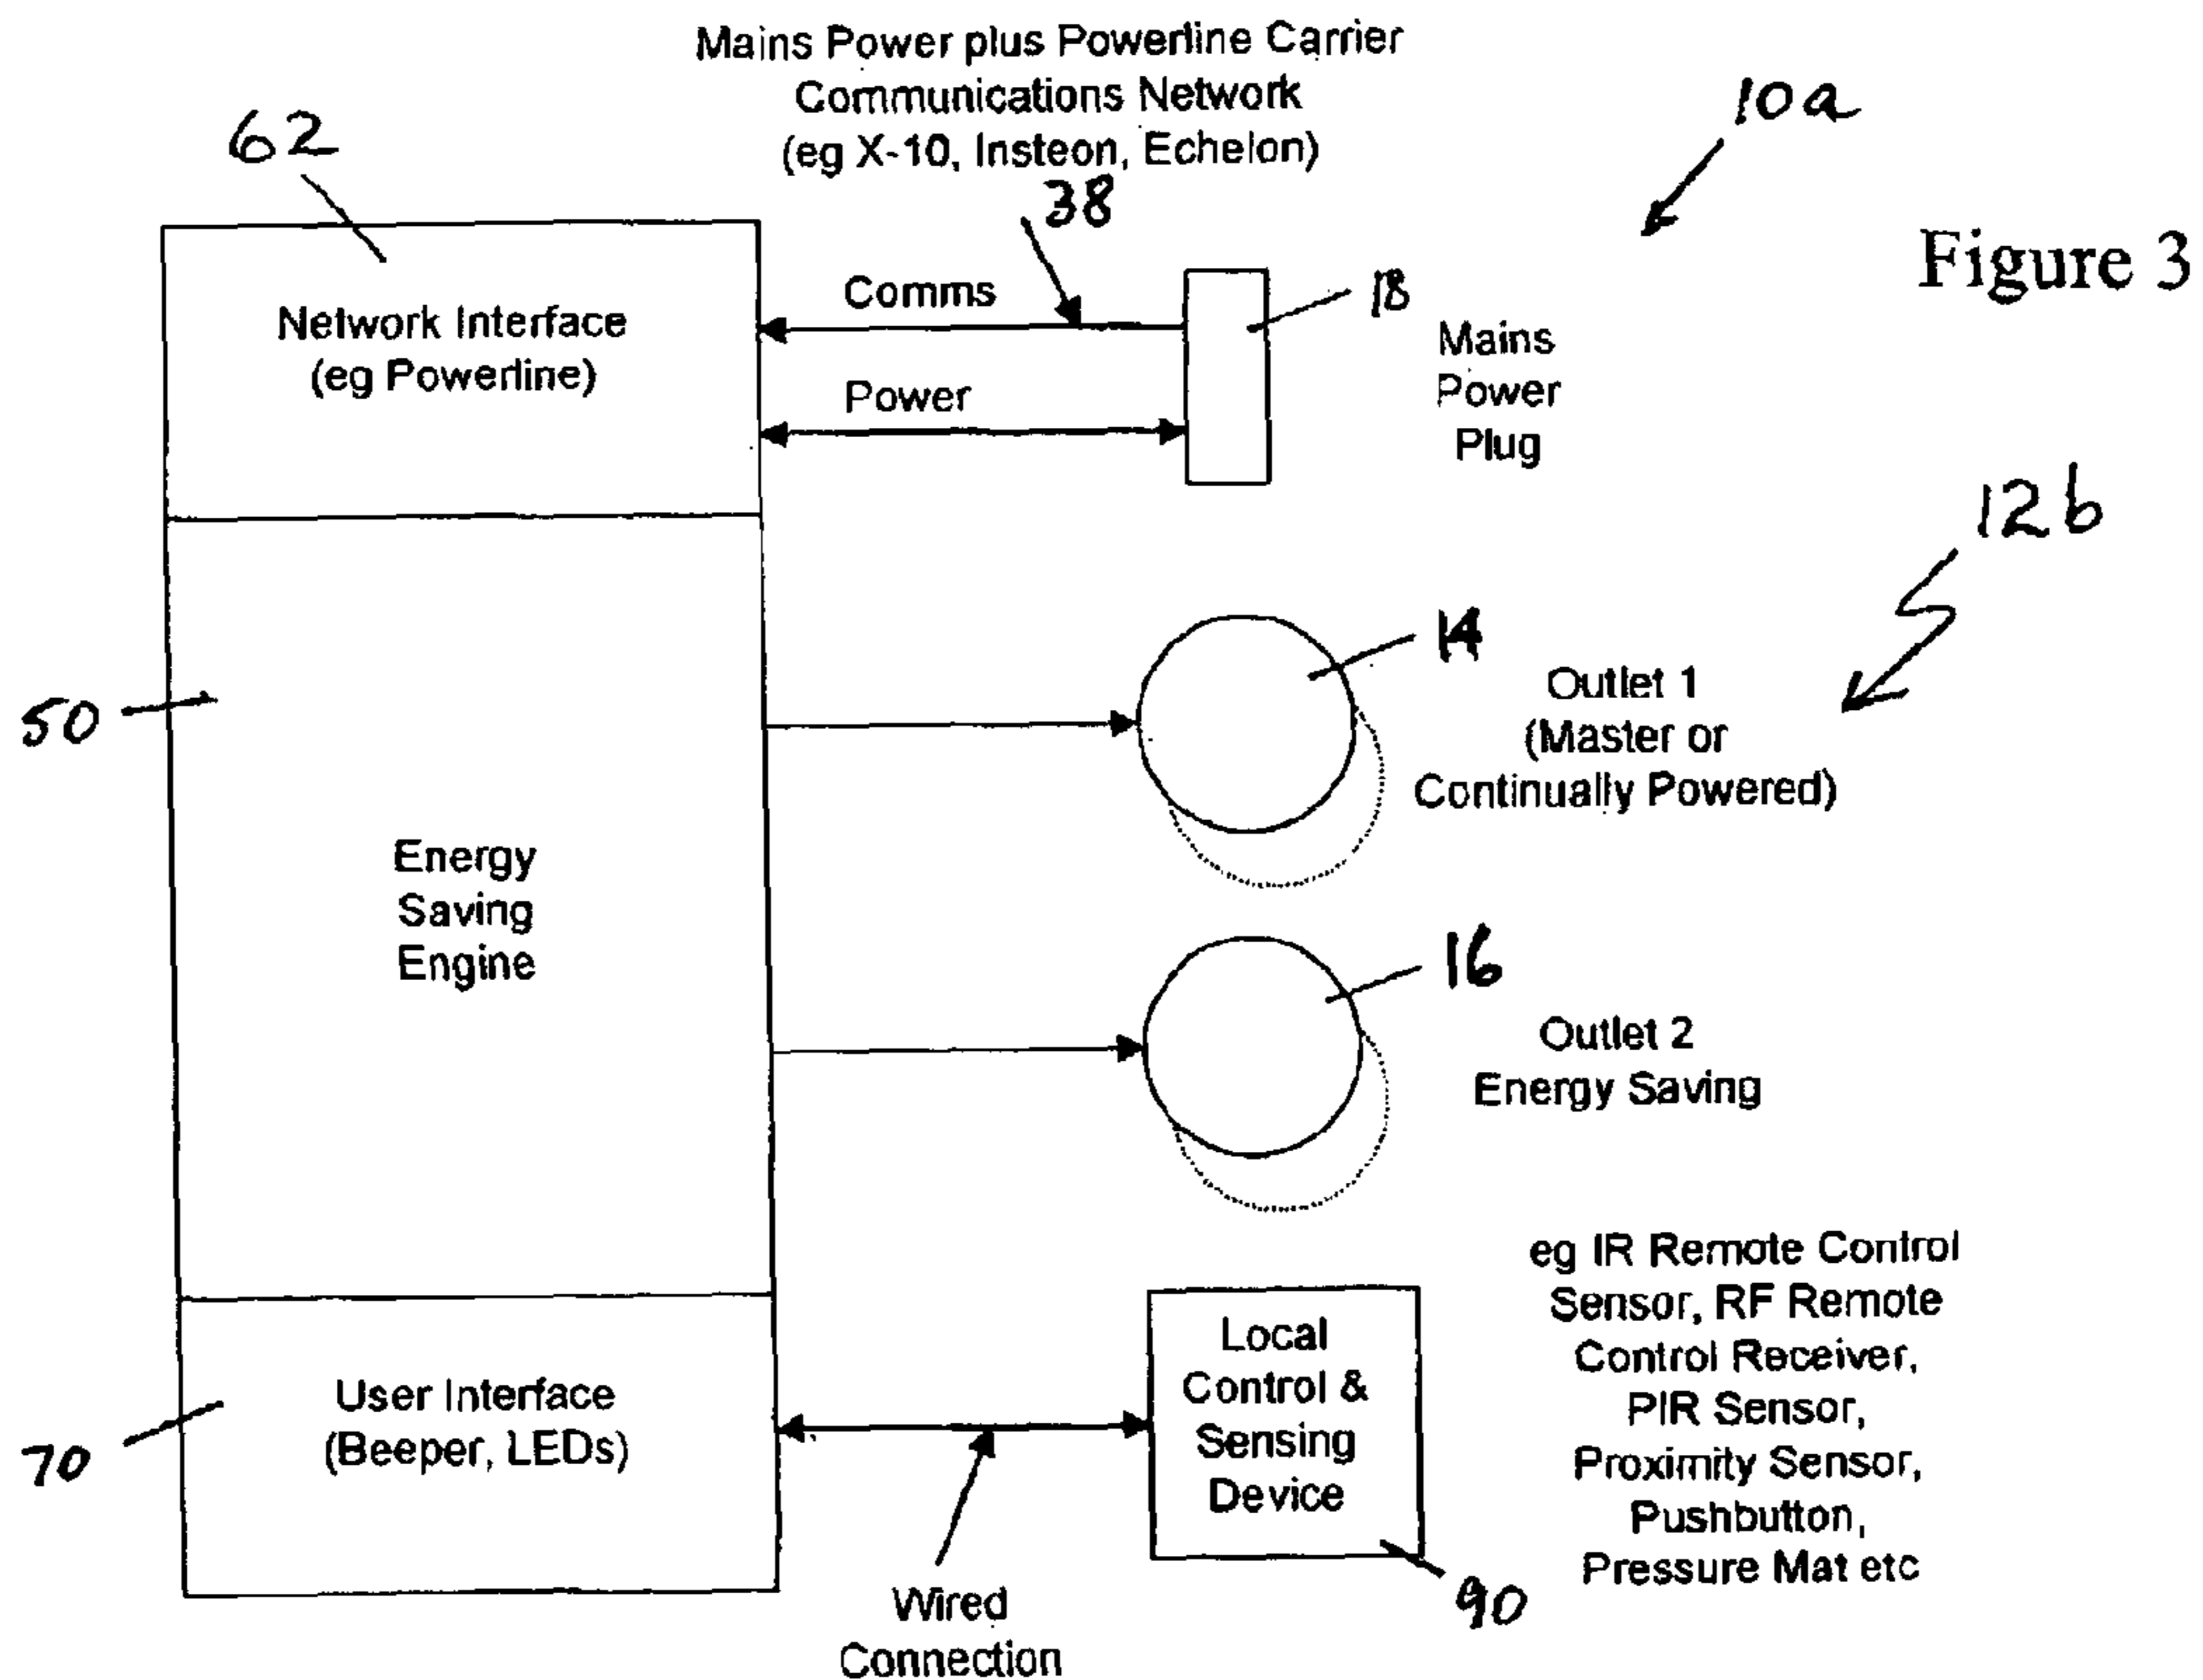 Mains Power plus Powerline Carrier
Communications Network
(eg X-10, Insteon, Echelon)
10a
62
38
Figure 3
Network Interface
(eg Powerline)
Comms
Power
18
Mains
Power
Plug
12b
50
Energy
Saving
Engine
14
Outlet 1
(Master or
Continually Powered)
16
Outlet 2
Energy Saving
70
User Interface
(Beeper, LEDs)
Local
Control &
Sensing
Device
eg IR Remote Control
Sensor, RF Remote
Control Receiver,
PIR Sensor,
Proximity Sensor,
Pushbutton,
Pressure Mat etc
90
Wired
Connection